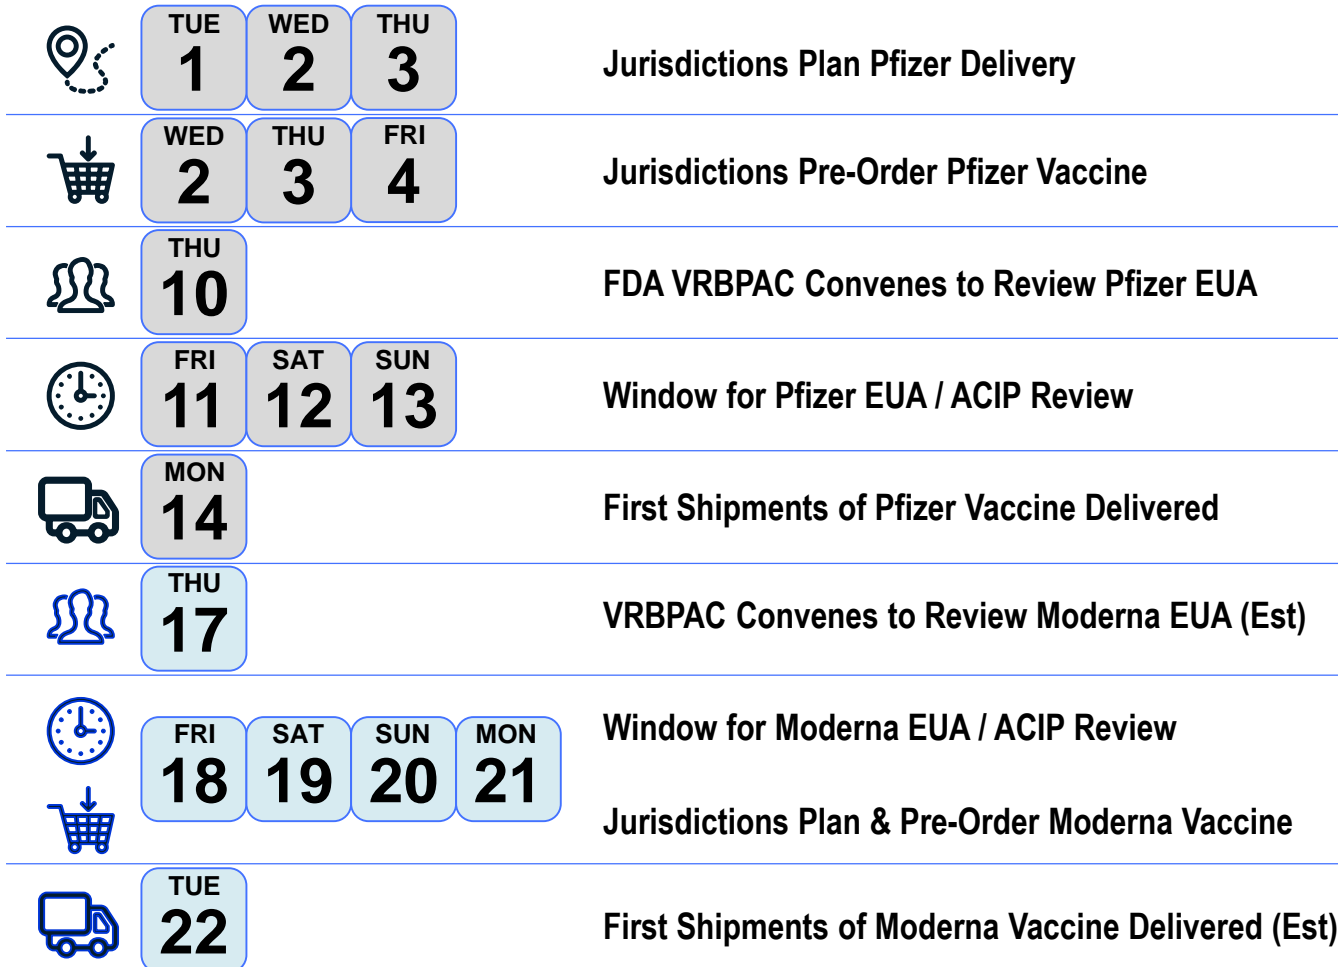 TUE WED THU
1 2 3
Jurisdictions Plan Pfizer Delivery
WED THU FRI
2 3 4
Jurisdictions Pre-Order Pfizer Vaccine
THU
10
FDA VRBPAC Convenes to Review Pfizer EUA
FRI SAT SUN
11 12 13
Window for Pfizer EUA / ACIP Review
MON
14
First Shipments of Pfizer Vaccine Delivered
THU
17
VRBPAC Convenes to Review Moderna EUA (Est)
FRI SAT SUN MON
18 19 20 21
Window for Moderna EUA / ACIP Review
Jurisdictions Plan & Pre-Order Moderna Vaccine
TUE
22
First Shipments of Moderna Vaccine Delivered (Est)